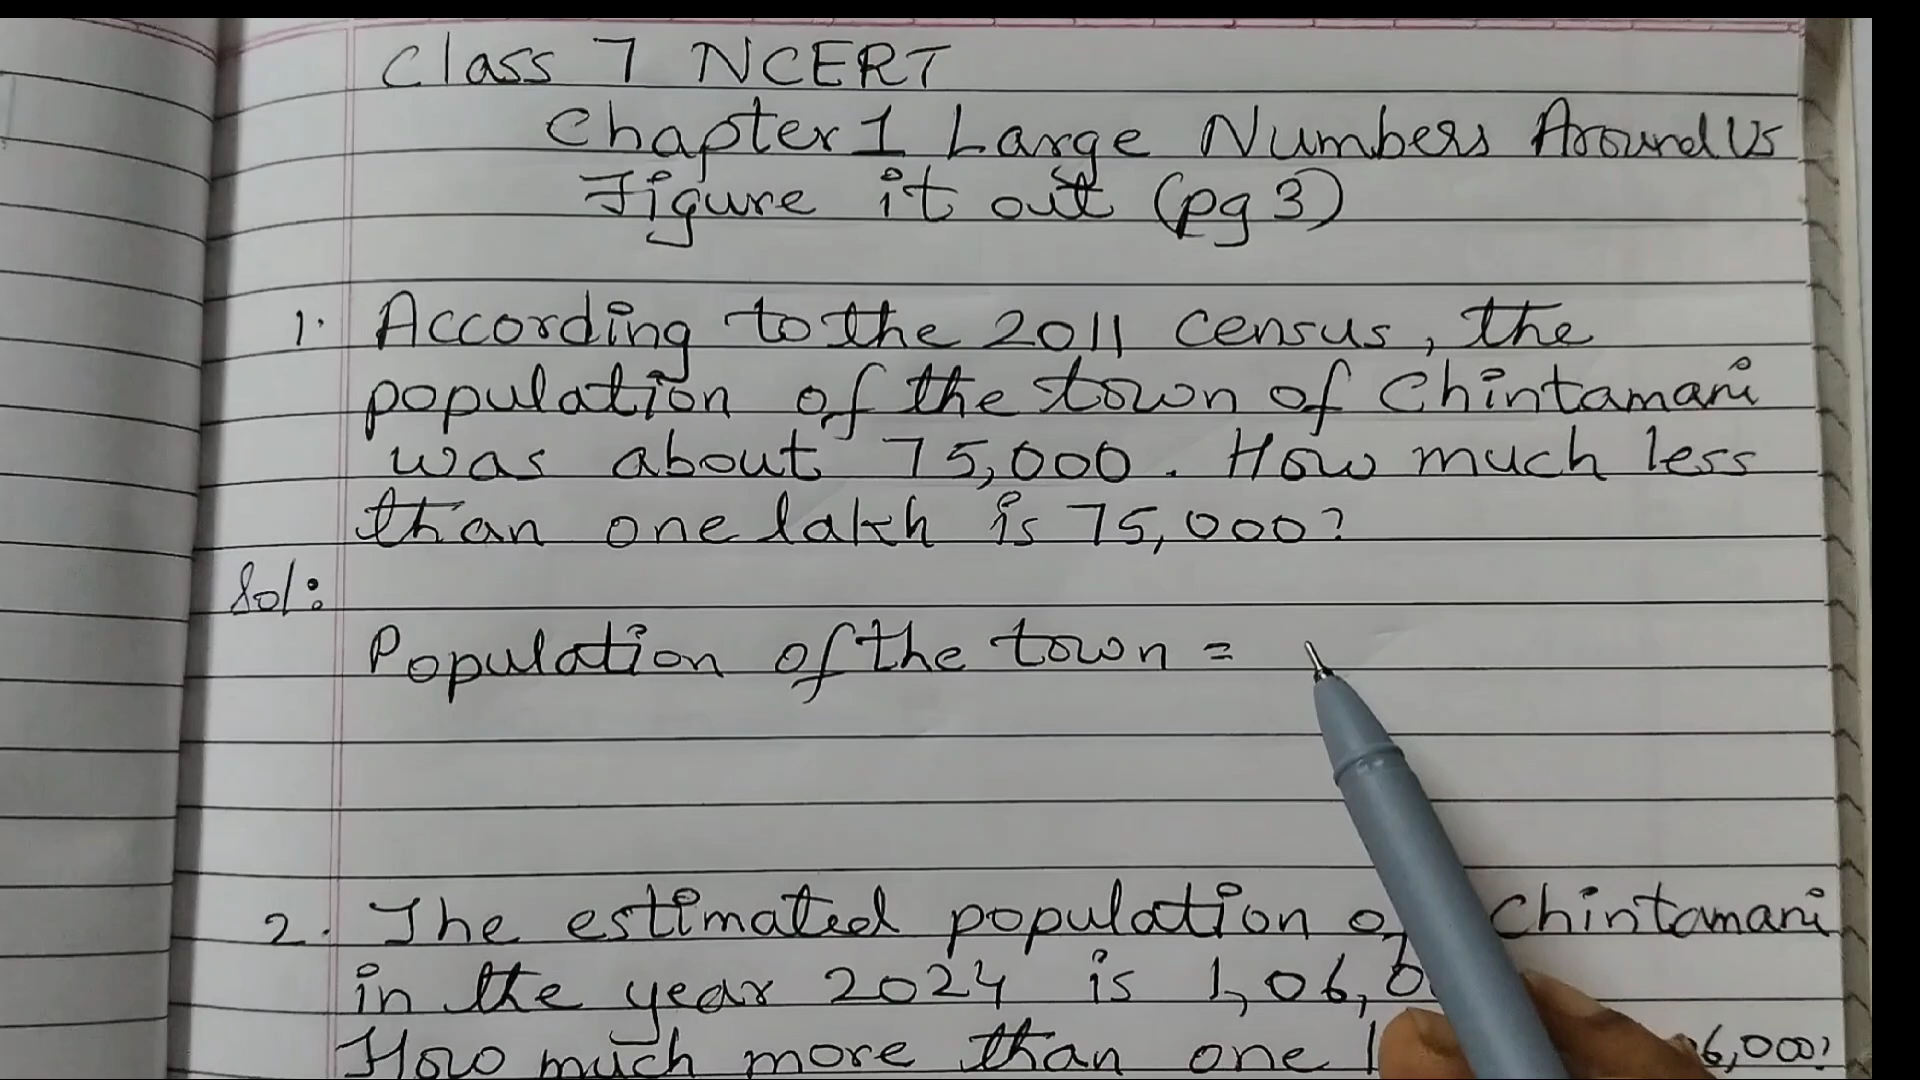 Class 7 NCERT
Chapter 1 Large Numbers Around Us
Figure it out (pg 3)
1. According to the 2011 census, the
population of the town of Chintamani
was about 75,000. How much less
than one lakh is 75,000?
Sol:
Population of the town =
2. The estimated population of Chintamani
in the year 2024 is 1,06,0
How much more than one 6,000?